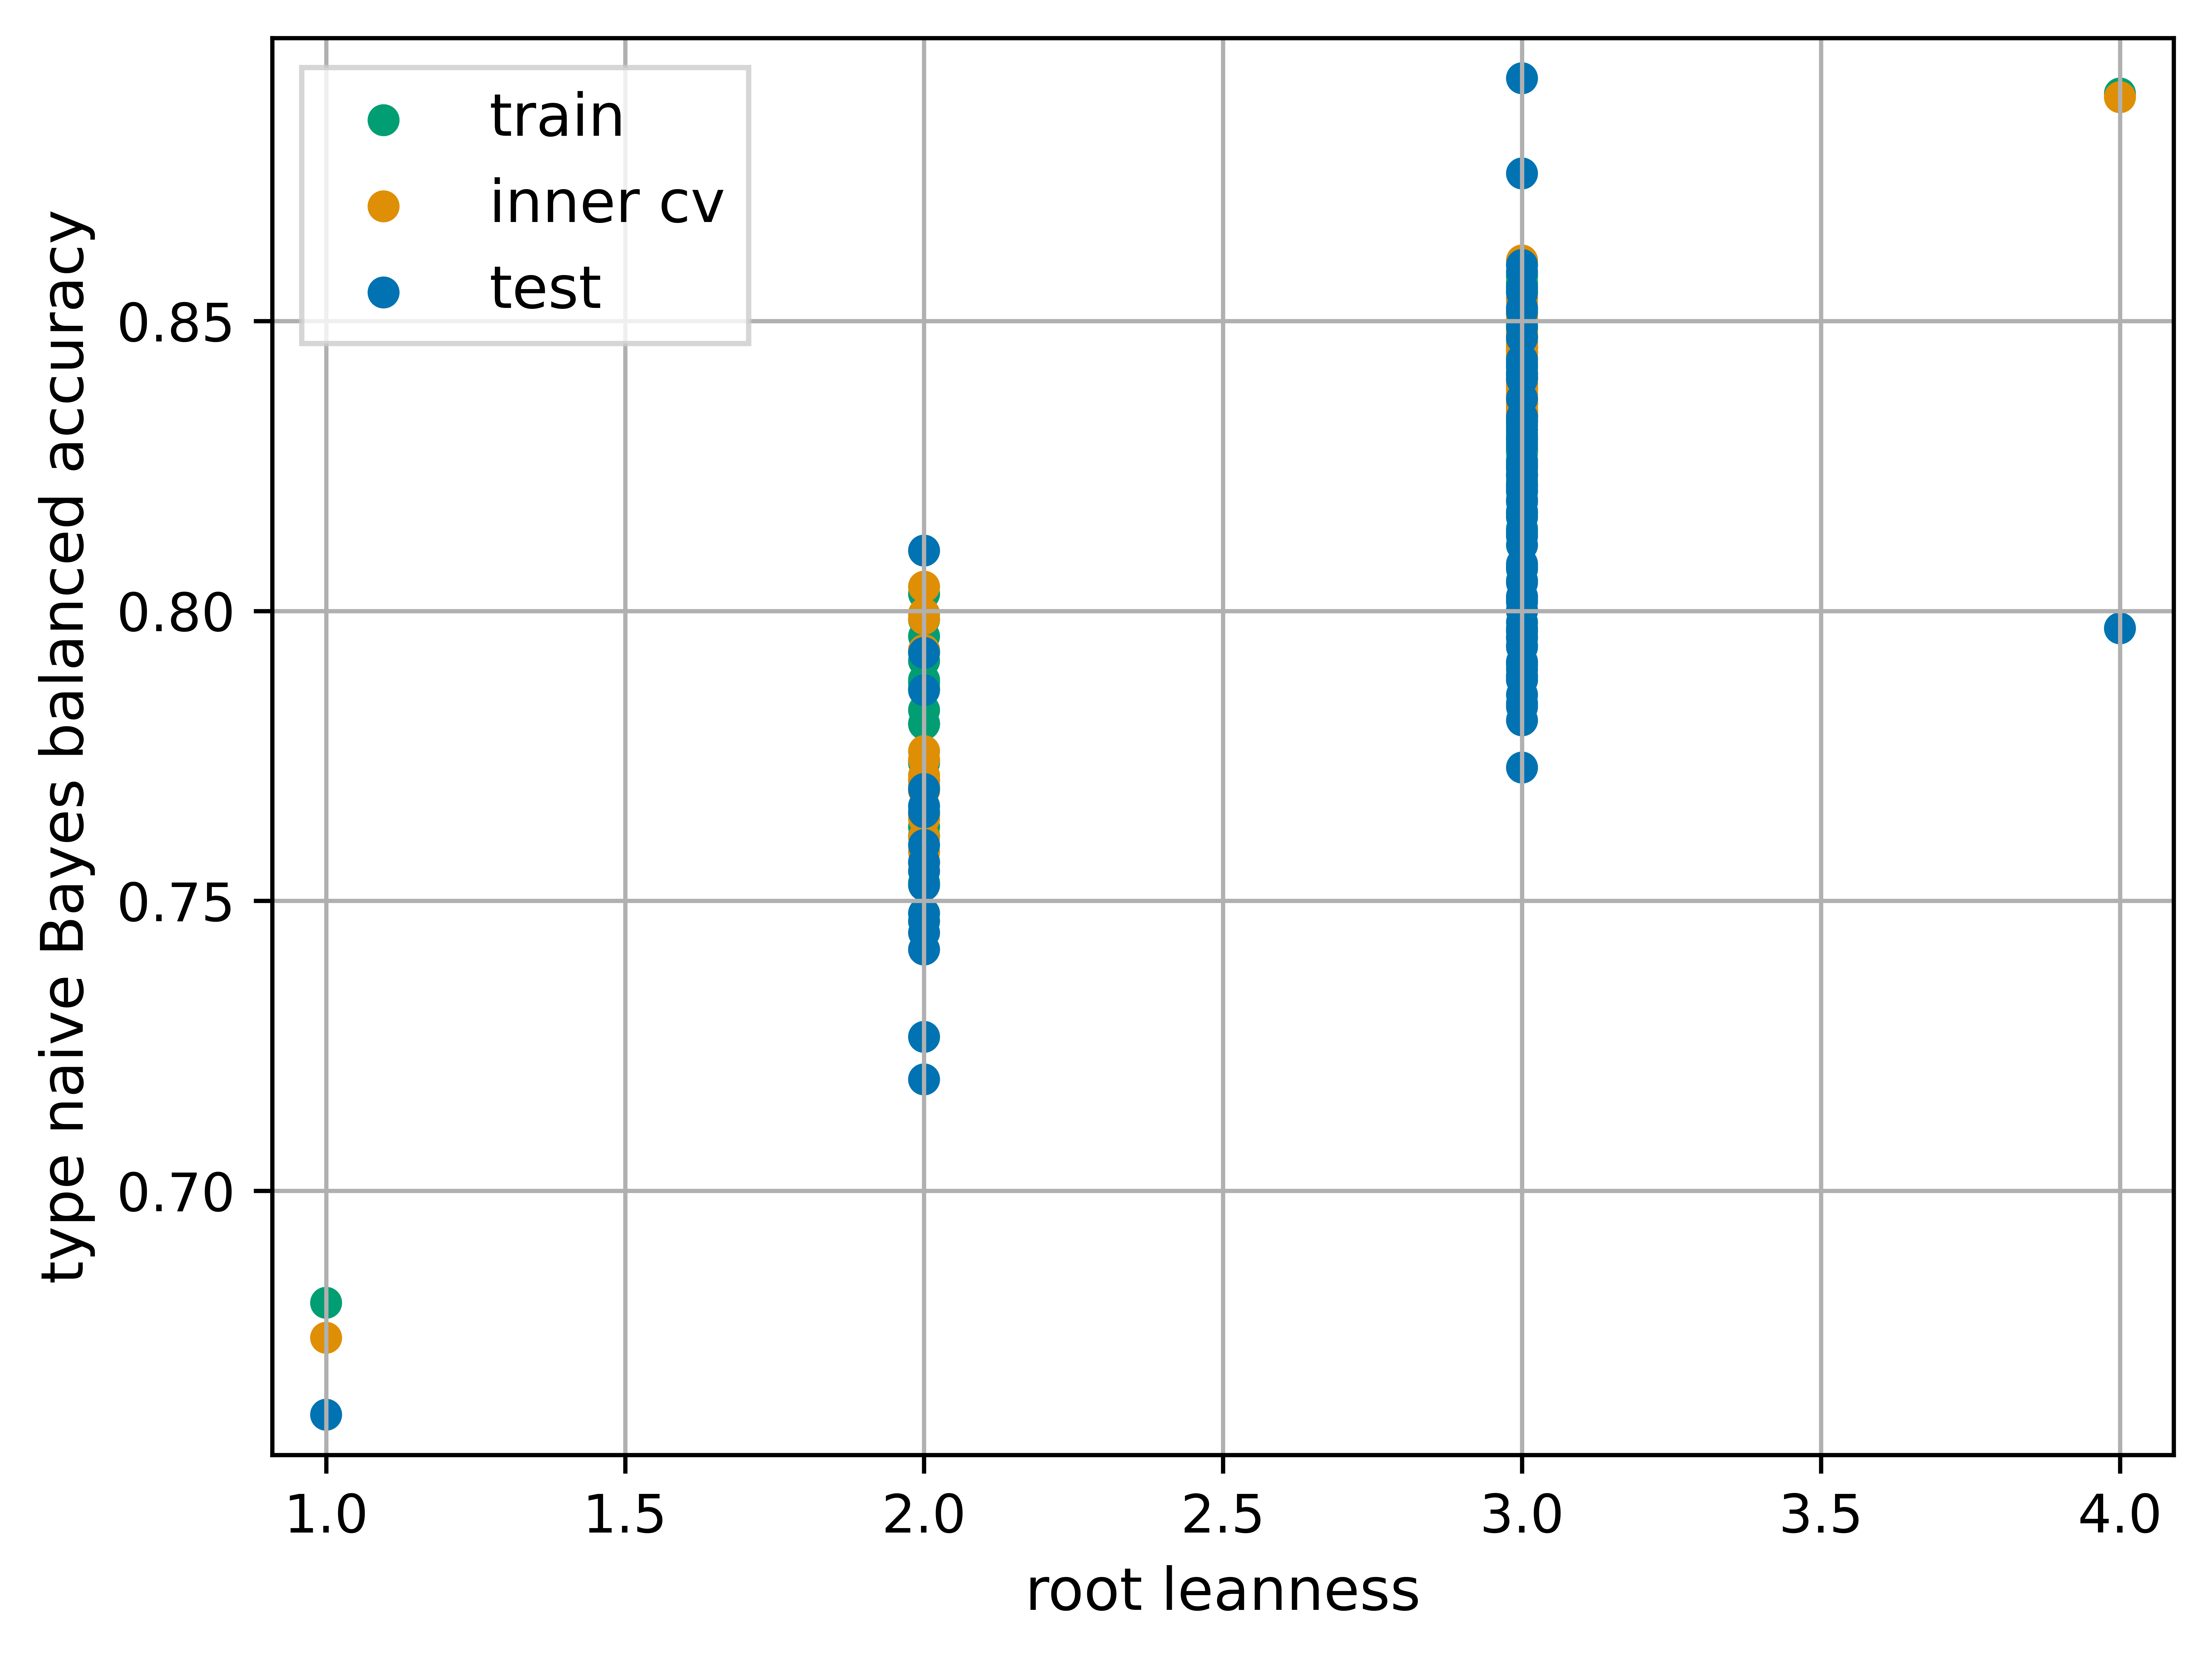 train
inner cv
test
type naive Bayes balanced accuracy
0.85
0.80
0.75
0.70
1.0 1.5 2.0 2.5 3.0 3.5 4.0
root leanness